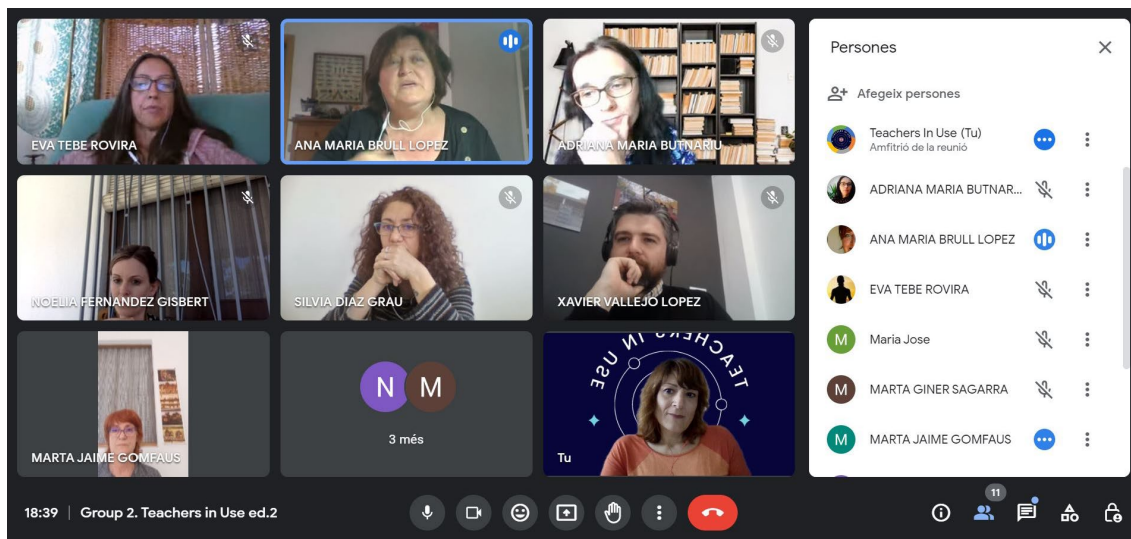 EVA TEBE ROVIRA
ANA MARIA BRULL LOPEZ
ADRIANA MARIA BUTNARIU
NOELIA FERNANDEZ GISBERT
SILVIA DIAZ GRAU
XAVIER VALLEJO LOPEZ
MARTA JAIME GOMFAUS
N M
3 més
TEACHERS IN USE
Tu
Persones
Afegeix persones
Teachers In Use (Tu)
Amfitrió de la reunió
ADRIANA MARIA BUTNAR...
ANA MARIA BRULL LOPEZ
EVA TEBE ROVIRA
M Maria Jose
M MARTA GINER SAGARRA
M MARTA JAIME GOMFAUS
18:39 | Group 2. Teachers in Use ed.2
11